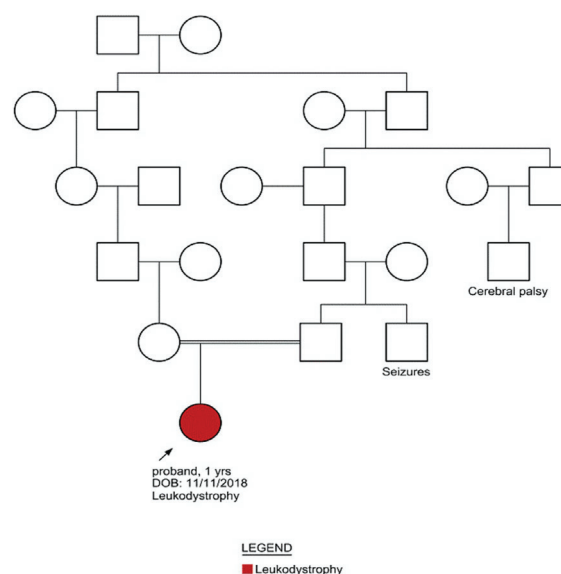 Cerebral palsy
Seizures
proband, 1 yrs
DOB: 11/11/2018
Leukodystrophy
LEGEND
Leukodystrophy